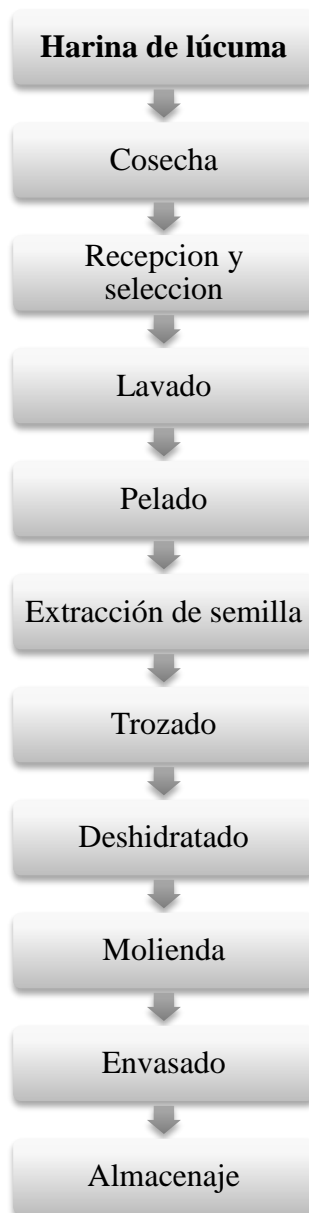 Harina de lúcuma
Cosecha
Recepcion y
seleccion
Lavado
Pelado
Extracción de semilla
Trozado
Deshidratado
Molienda
Envasado
Almacenaje